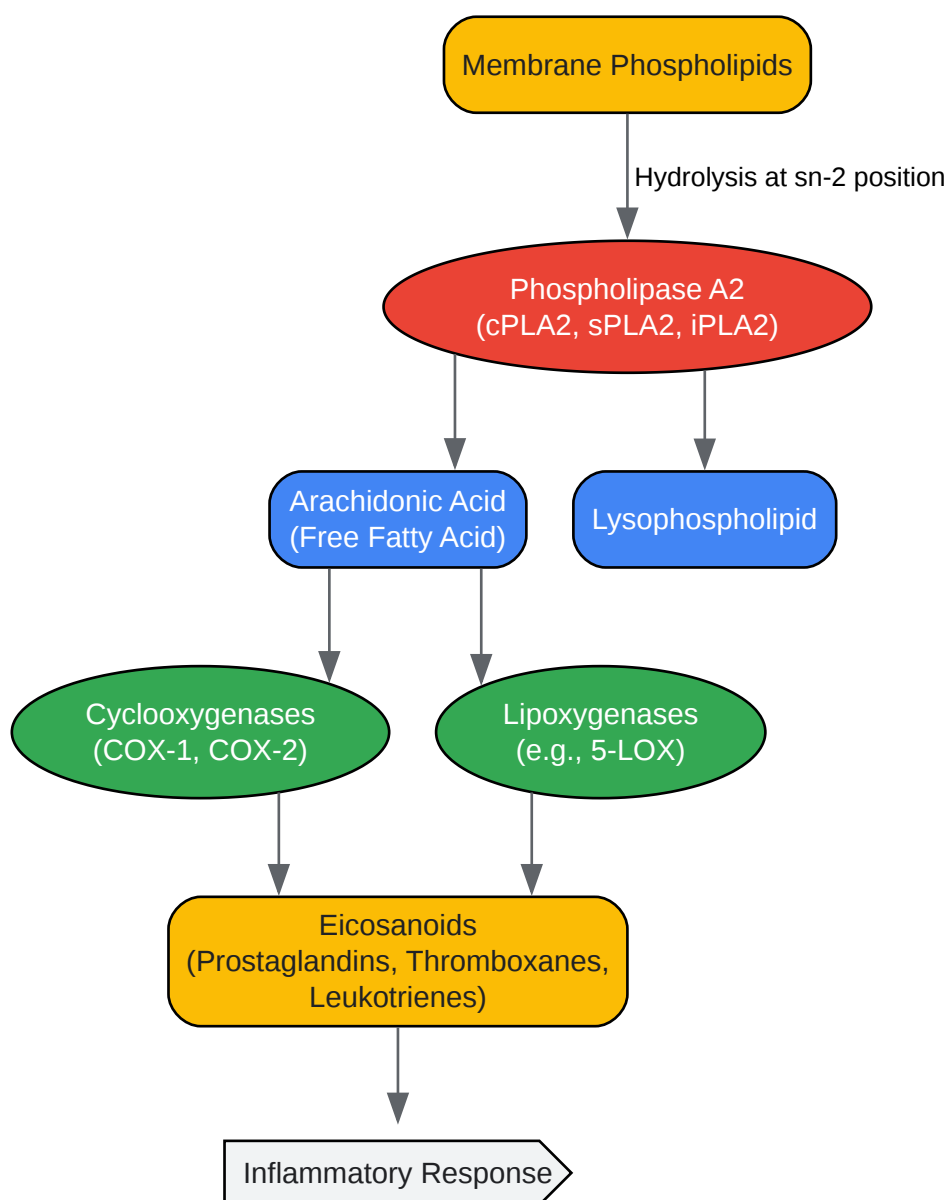 Membrane Phospholipids
Hydrolysis at sn-2 position
Phospholipase A2
(cPLA2, sPLA2, iPLA2)
Arachidonic Acid
(Free Fatty Acid)
Lysophospholipid
Cyclooxygenases
(COX-1, COX-2)
Lipoxygenases
(e.g., 5-LOX)
Eicosanoids
(Prostaglandins, Thromboxanes,
Leukotrienes)
Inflammatory Response